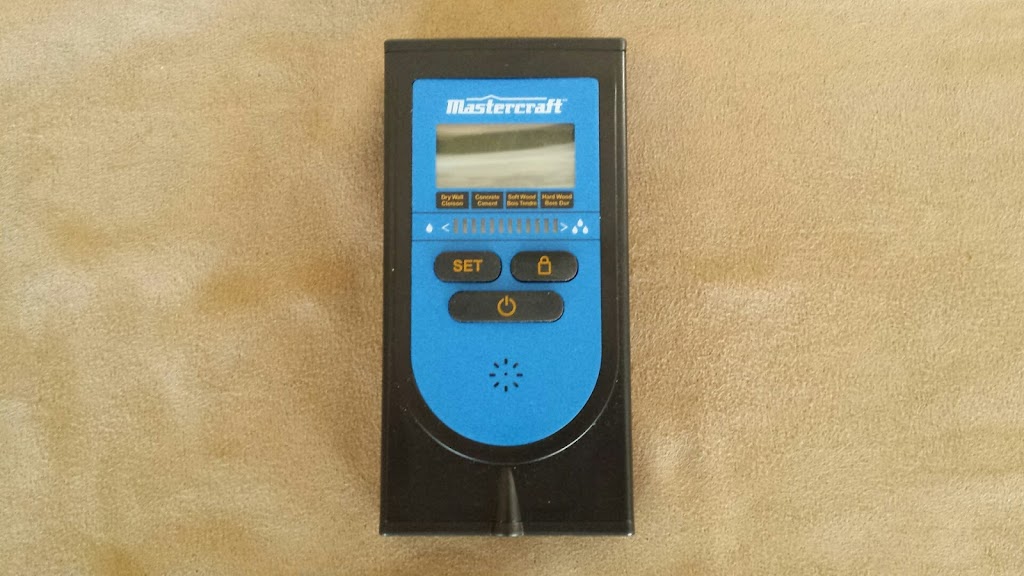 Mastercraft
Dry Wall Concrete Soft Wood Hard Wood
Cloison Ciment Bois Tendre Bois Dur
SET